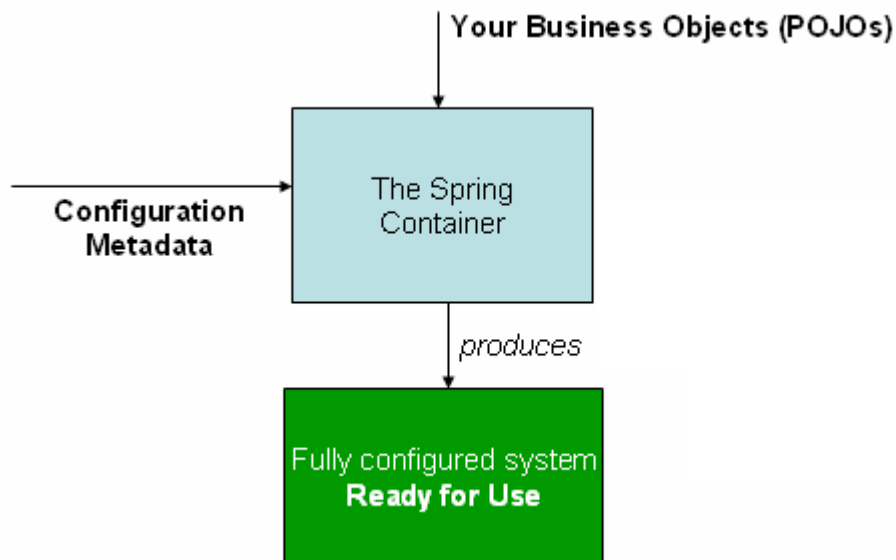 Your Business Objects (POJOs)
The Spring
Container
Configuration
Metadata
produces
Fully configured system
Ready for Use